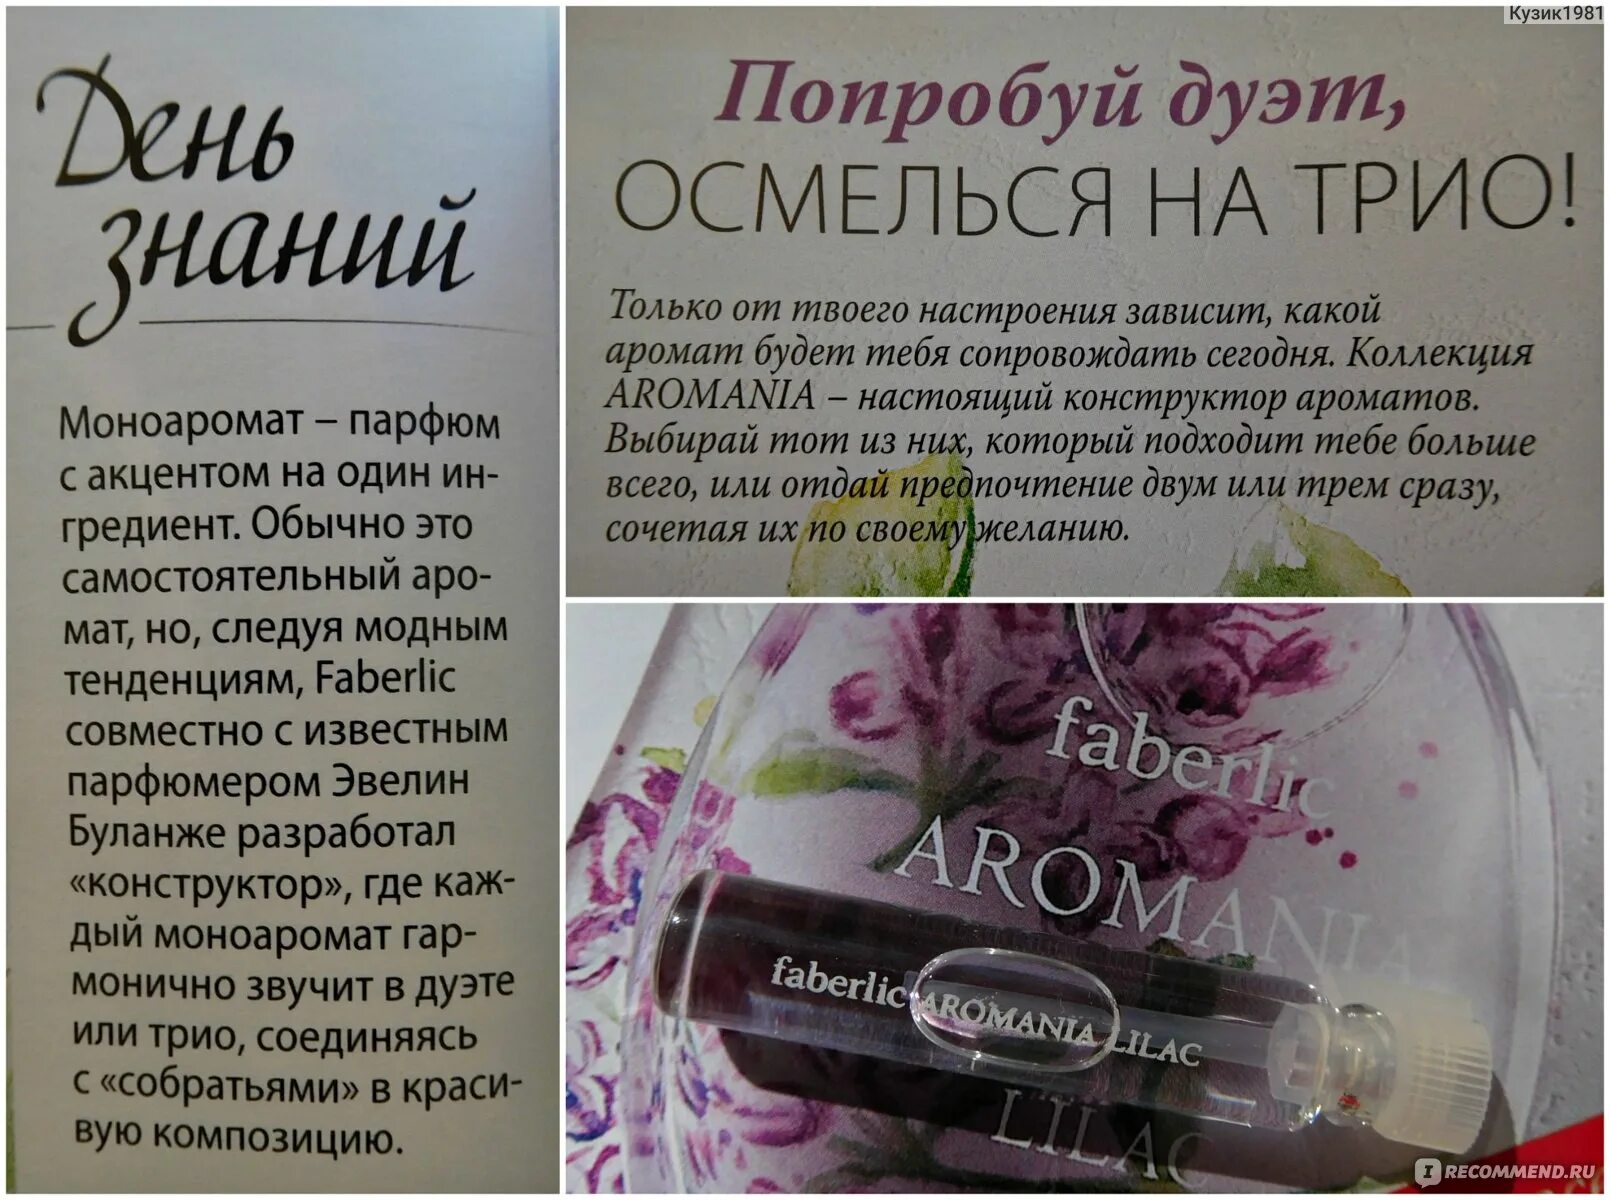 День
знаний
Моноаромат – парфюм
с акцентом на один ин-
гредиент. Обычно это
самостоятельный аро-
мат, но, следуя модным
тенденциям, Faberlic
совместно с известным
парфюмером Эвелин
Буланже разработал
«конструктор», где каж-
дый моноаромат гар-
монично звучит в дуэте
или трио, соединяясь
с «собратьями» в краси-
вую композицию.
Кузик1981
Попробуй дуэт,
ОСМЕЛЬСЯ НА ТРИО!
Только от твоего настроения зависит, какой
аромат будет тебя сопровождать сегодня. Коллекция
AROMANIA – настоящий конструктор ароматов.
Выбирай тот из них, который подходит тебе больше
всего, или отдай предпочтение двум или трем сразу,
сочетая их по своему желанию.
faberlic
AROMANIA
faberlic AROMANIA LILAC
LILAC
IRECOMMEND.RU